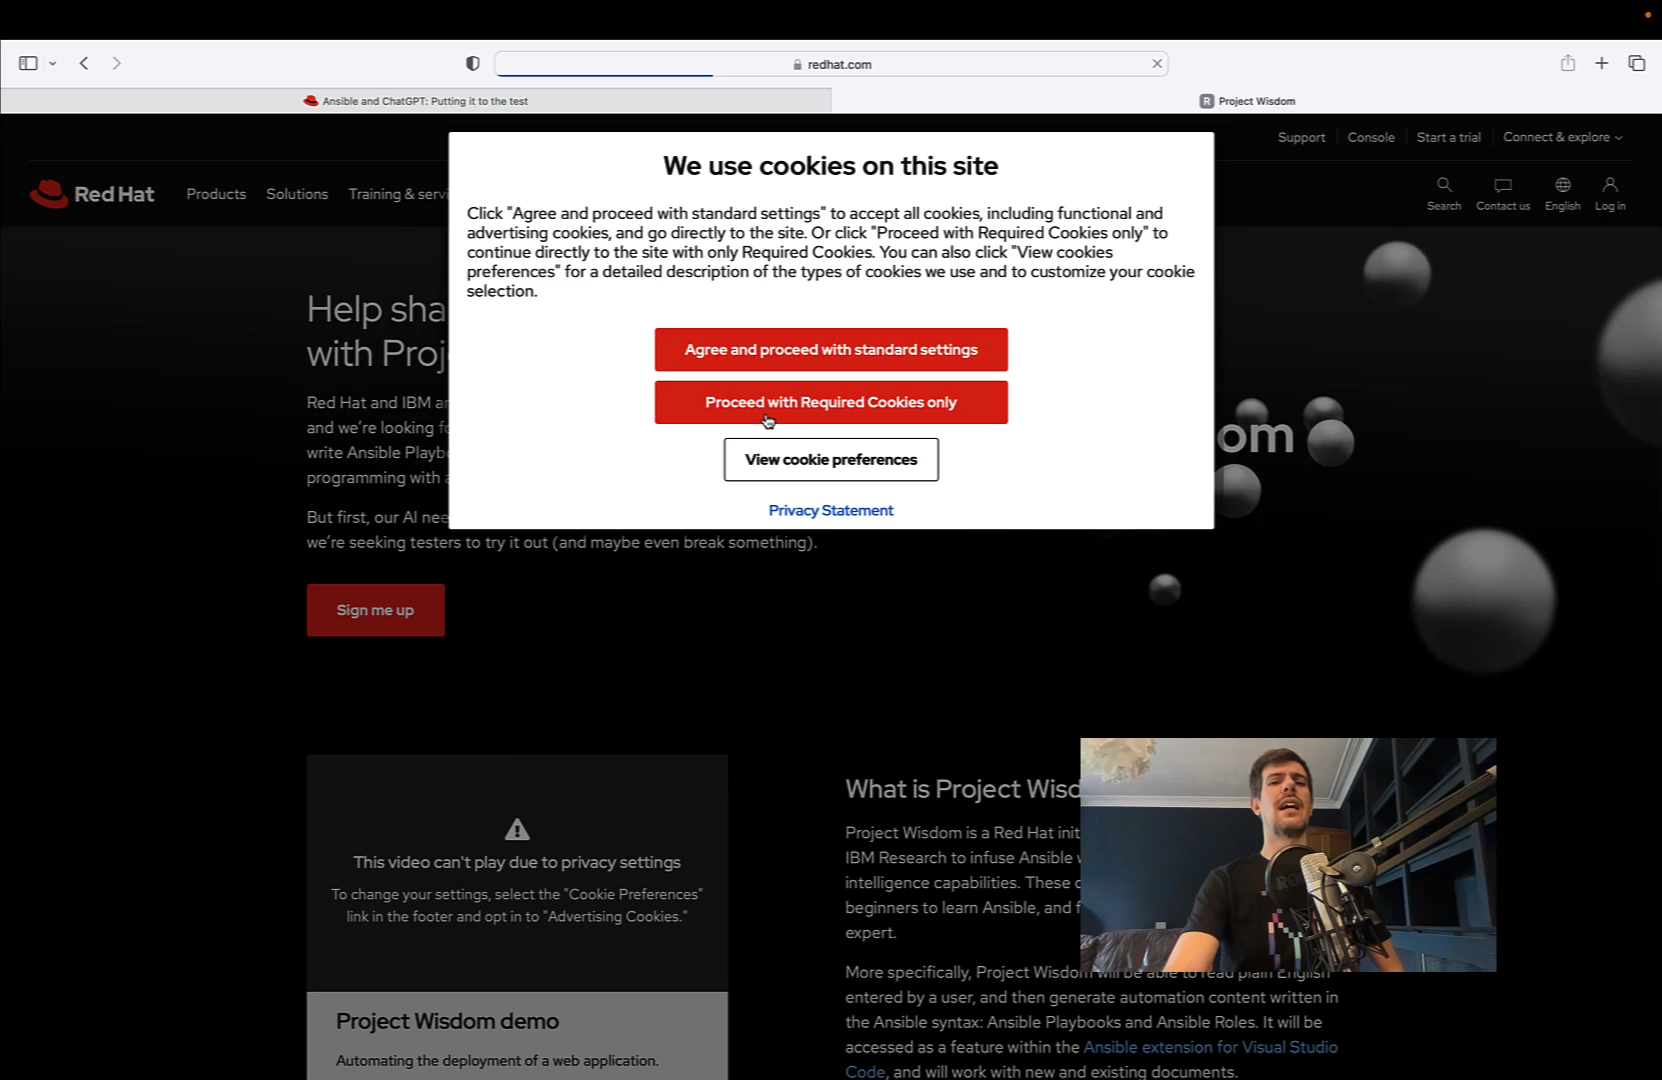 redhat.com
Ansible and ChatGPT: Putting it to the test
R Project Wisdom
Support
Console
Start a trial
Connect & explore
Red Hat
Products
Solutions
Training &
Search
Contact us
English
Log in
We use cookies on this site
Click "Agree and proceed with standard settings" to accept all cookies, including functional and
advertising cookies, and go directly to the site. Or click "Proceed with Required Cookies only" to
continue directly to the site with only Required Cookies. You can also click "View cookies
preferences" for a detailed description of the types of cookies we use and to customize your cookie
selection.
Agree and proceed with standard settings
Proceed with Required Cookies only
View cookie preferences
Privacy Statement
Help sha
with Proj
Red Hat and IBM
and we're looking
write Ansible
programming with
But first, our AI
we're seeking testers to try it out (and maybe even break something).
Sign me up
om
This video can't play due to privacy settings
To change your settings, select the "Cookie Preferences"
link in the footer and opt in to "Advertising Cookies."
Project Wisdom demo
Automating the deployment of a web application.
What is Project Wisd
Project Wisdom is a Red Hat
IBM Research to infuse Ansible
intelligence capabilities. These
beginners to learn Ansible, and
expert.
More specifically, Project Wisdom will be able to read plain English
entered by a user, and then generate automation content written in
the Ansible syntax: Ansible Playbooks and Ansible Roles. It will be
accessed as a feature within the Ansible extension for Visual Studio
Code, and will work with new and existing documents.